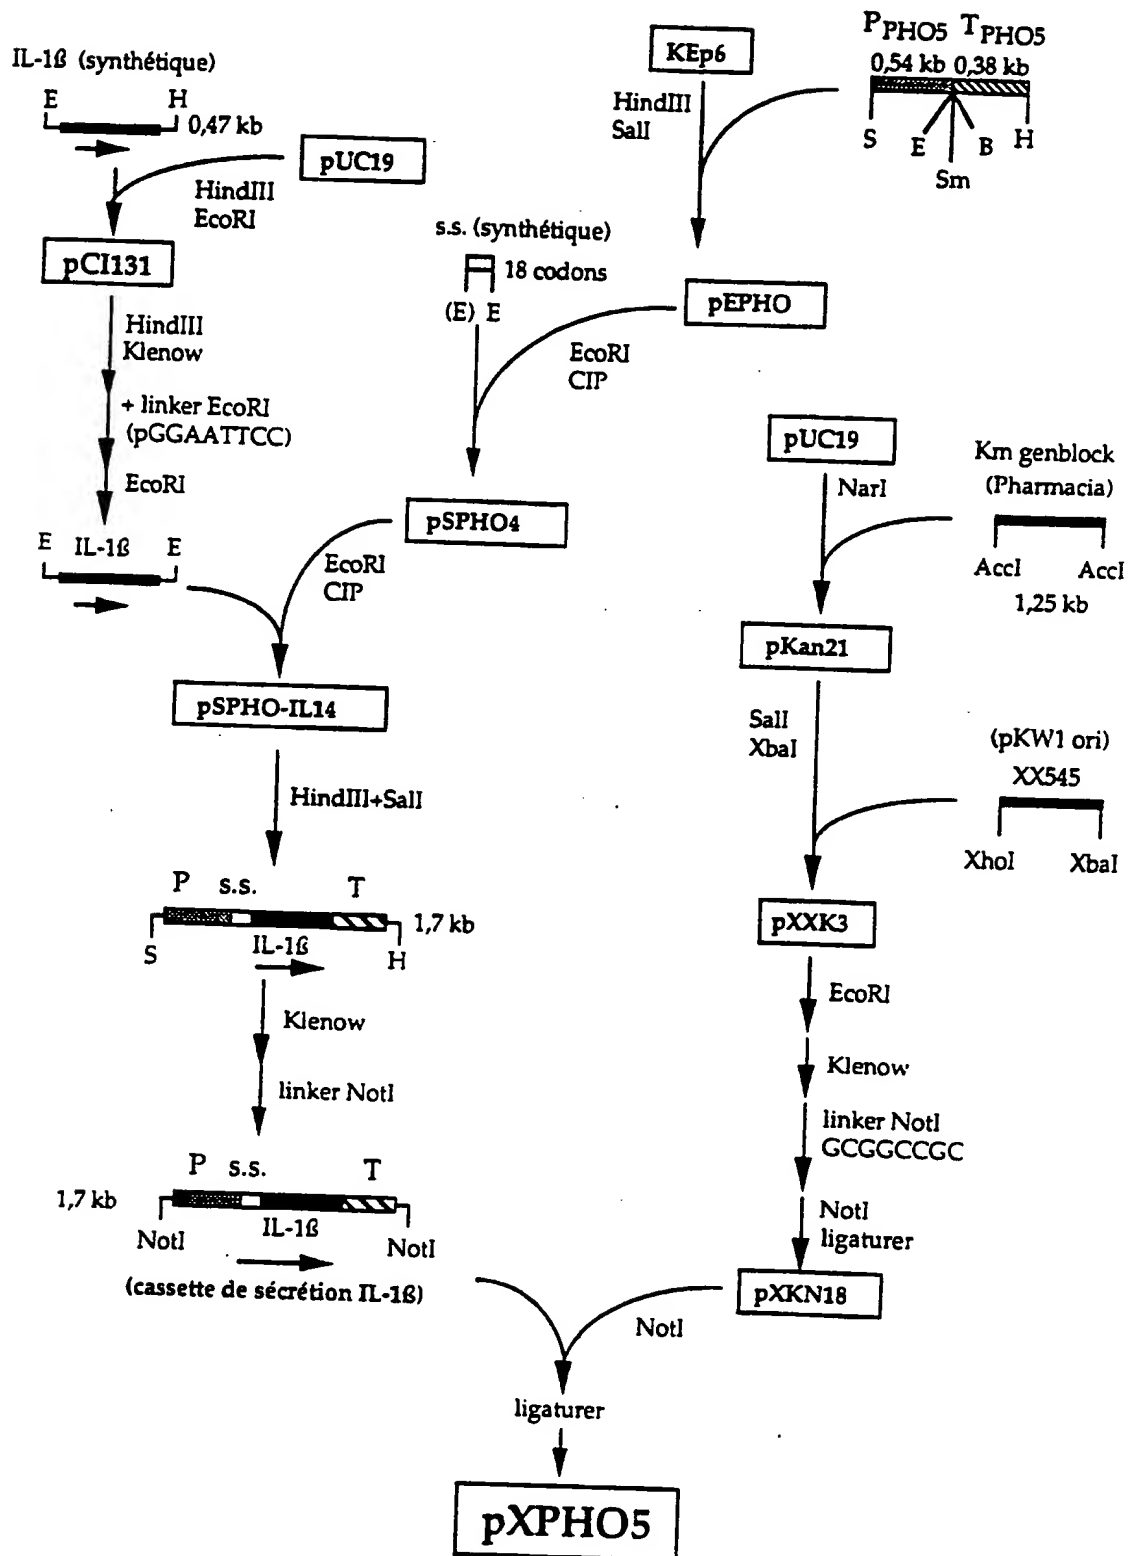 IL-1ß (synthétique)
E H
0,47 kb
pUC19
HindIII
EcoRI
pCI131
HindIII
Klenow
+ linker EcoRI
(pGGAATTCC)
EcoRI
E IL-1ß E
KEp6
HindIII
SalI
PPHO5 TPHO5
0,54 kb 0,38 kb
S E B H
Sm
s.s. (synthétique)
18 codons
(E) E
pEPHO
EcoRI
CIP
pSPHO4
EcoRI
CIP
pSPHO-IL14
HindIII+SalI
P s.s. T
1,7 kb
S IL-1ß H
Klenow
linker NotI
P s.s. T
1,7 kb
NotI IL-1ß NotI
(cassette de sécrétion IL-1ß)
pUC19
NarI
Km genblock
(Pharmacia)
AccI AccI
1,25 kb
pKan21
SalI
XbaI
(pKW1 ori)
XX545
XhoI XbaI
pXXK3
EcoRI
Klenow
linker NotI
GCGGCCGC
NotI
ligaturer
pXKN18
NotI
ligaturer
pXPHO5